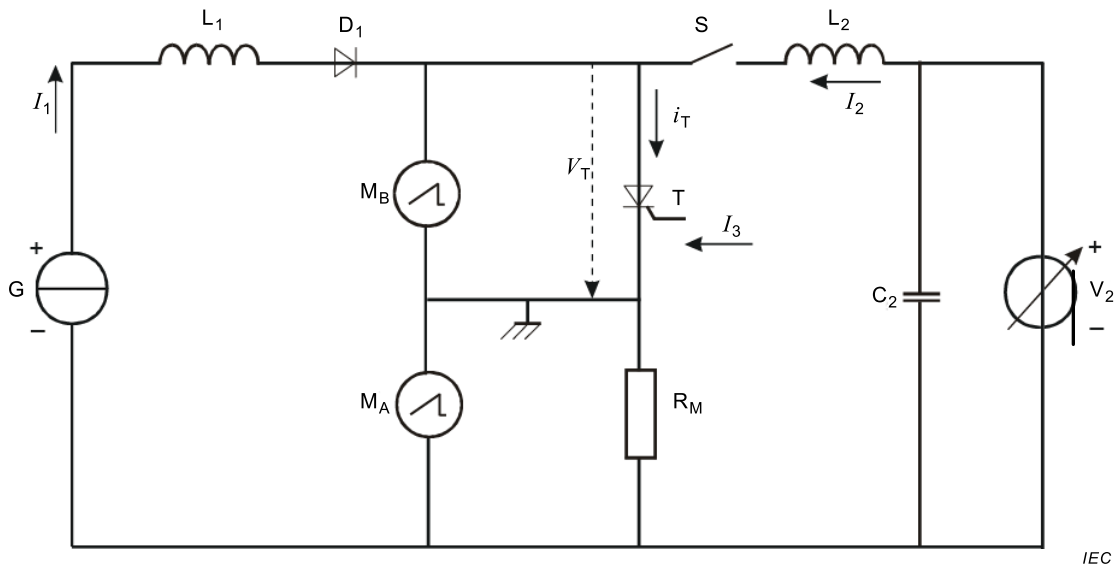 L1
D1
S
L2
I1
I2
iT
MB
VT
T
I3
+
G
−
C2
+
V2
−
MA
RM
IEC